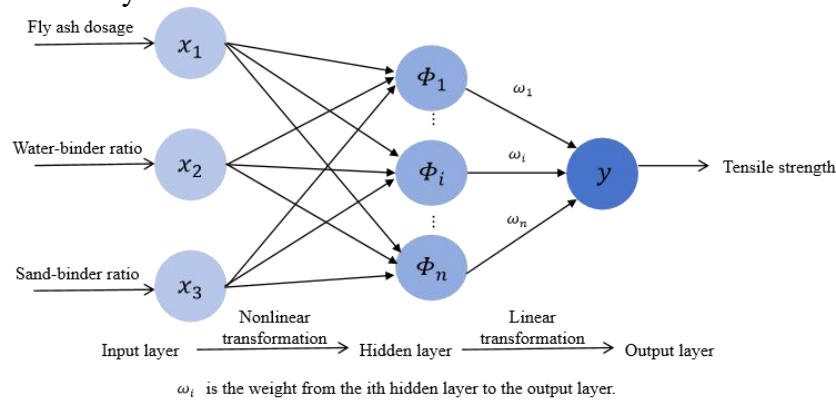 Fly ash dosage
x₁
Φ₁
ω₁
⋮
Water-binder ratio
x₂
Φᵢ
ωᵢ
y
Tensile strength
⋮
ωₙ
Sand-binder ratio
x₃
Φₙ
Nonlinear
transformation
Linear
transformation
Input layer
Hidden layer
Output layer
ωᵢ is the weight from the ith hidden layer to the output layer.